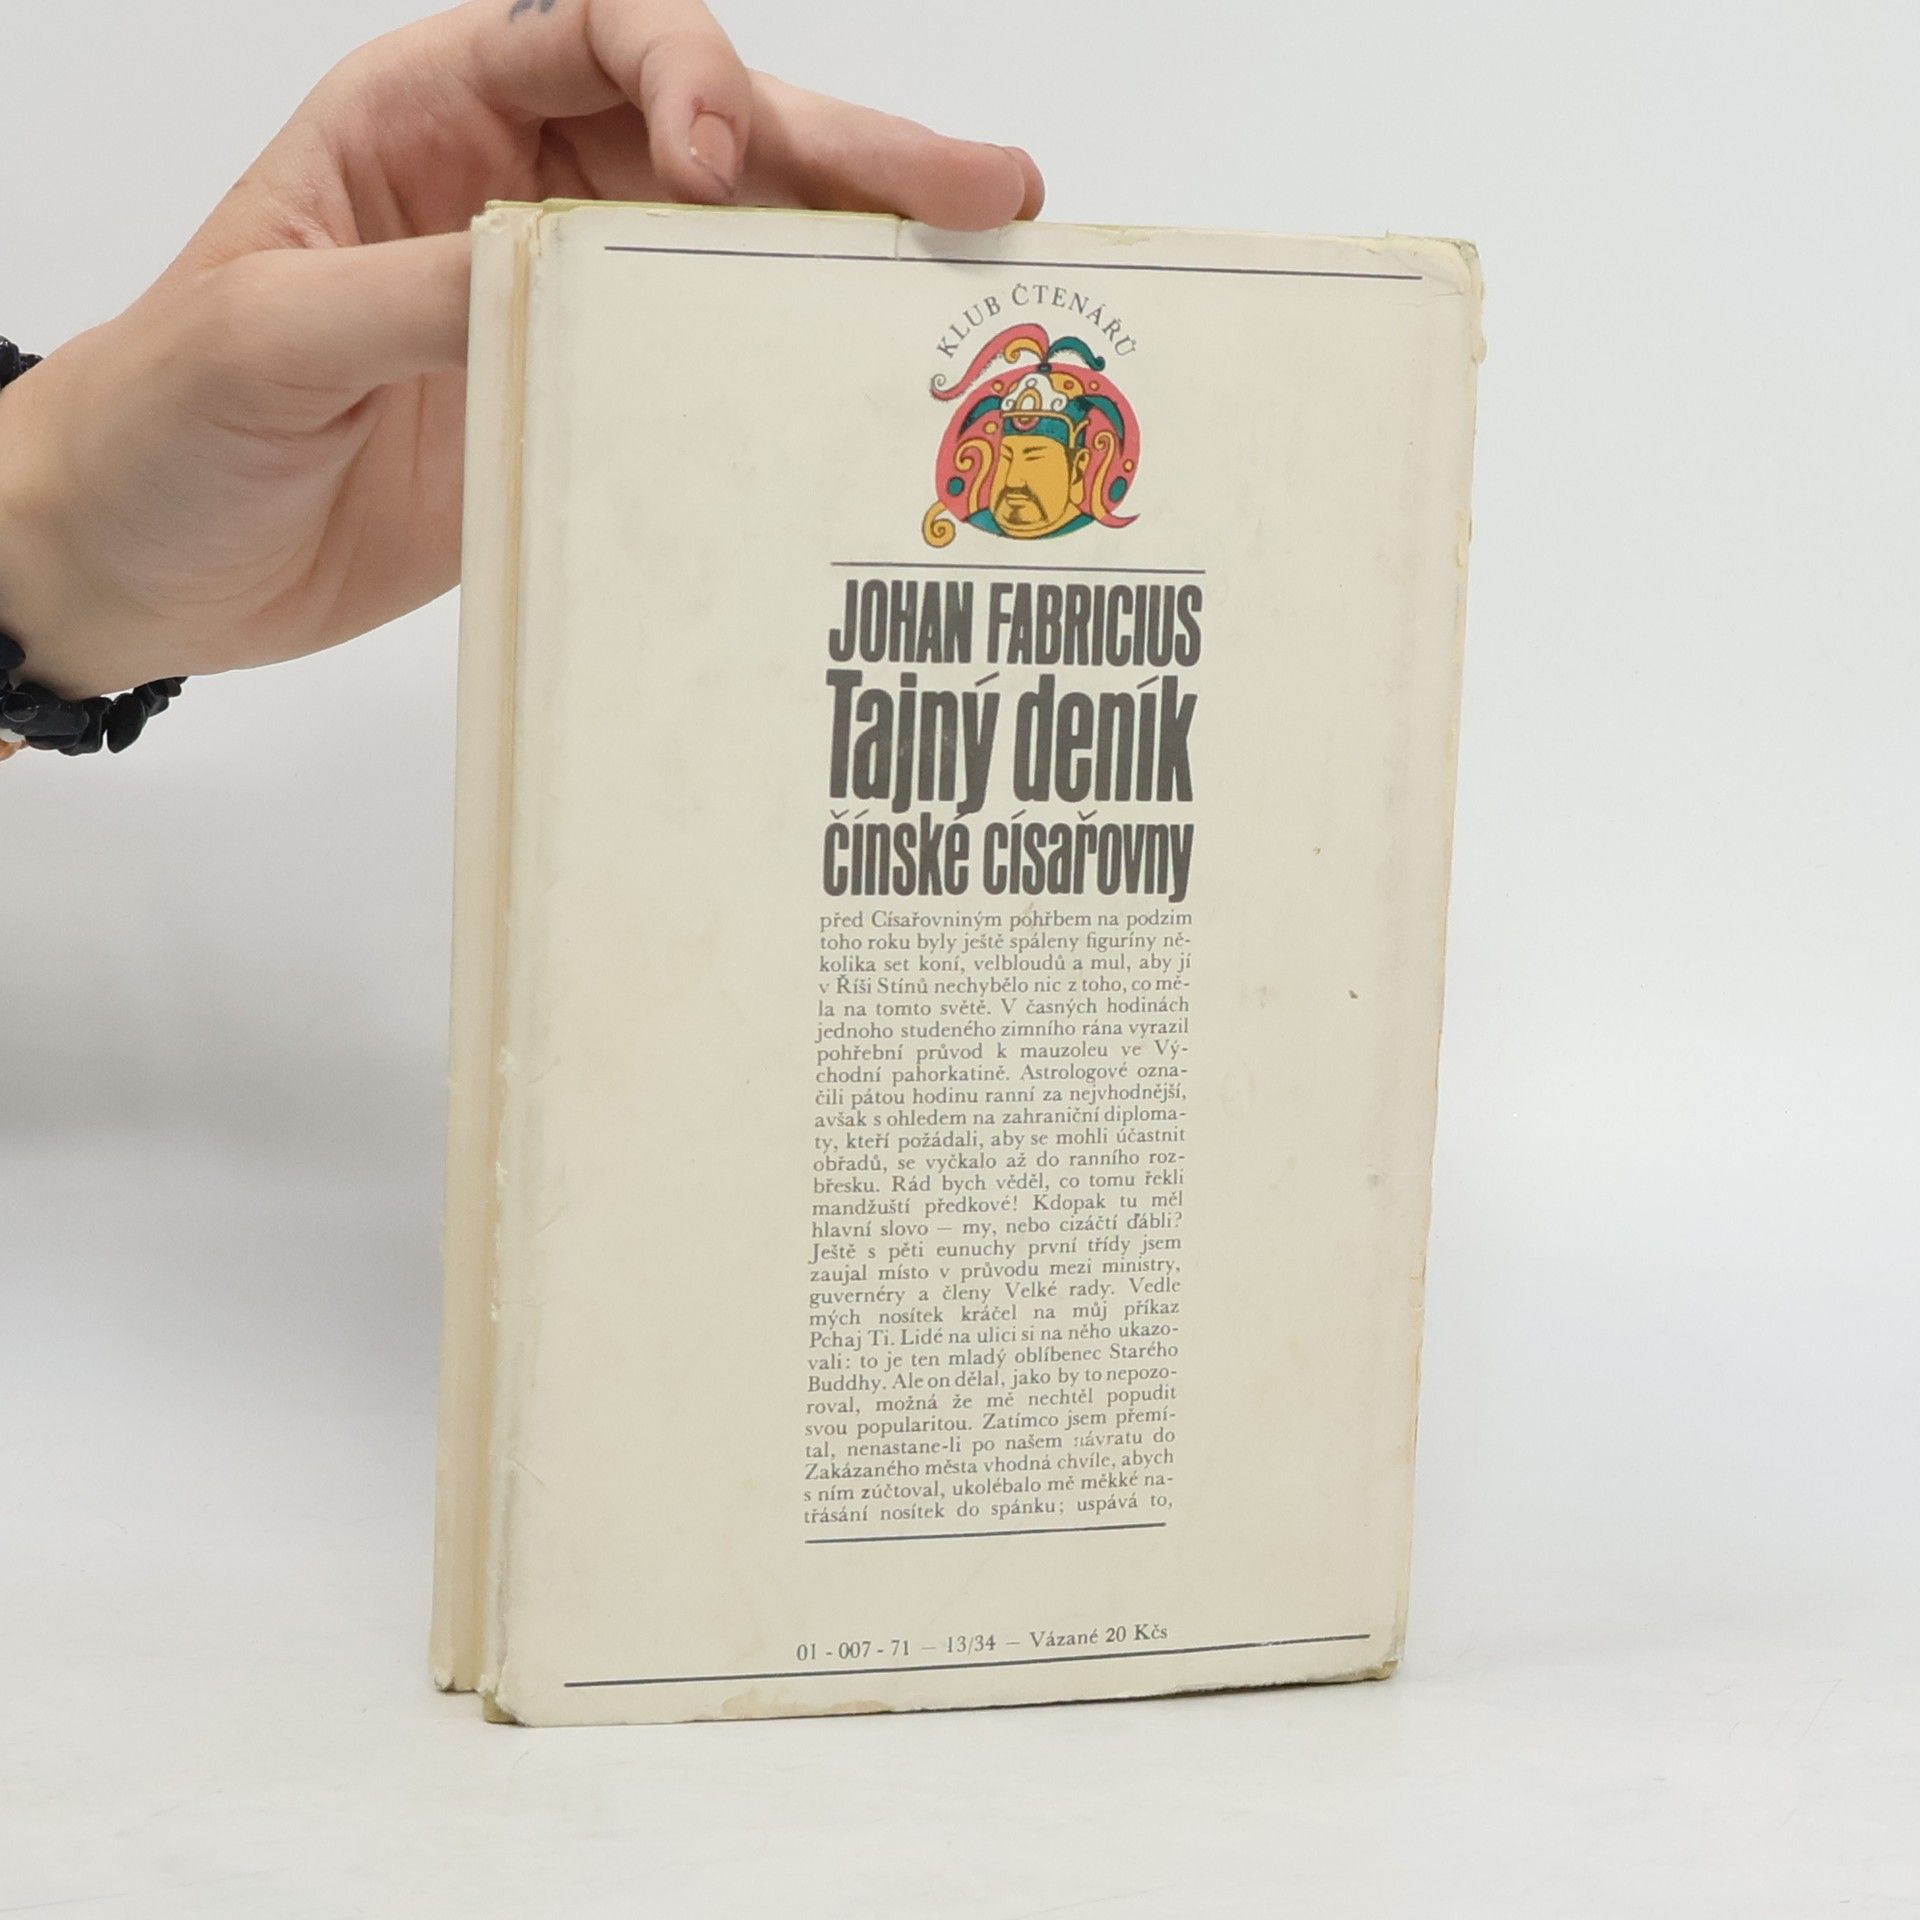 KLUB ČTENÁŘŮ
JOHAN FABRICIUS
Tajný deník
čínské císařovny
před Císařovniným pohřbem na podzim
toho roku byly ještě spáleny figuríny ně-
kolika set koní, velbloudů a mul, aby jí
v Říši Stínů nechybělo nic z toho, co mě-
la na tomto světě. V časných hodinách
jednoho studeného zimního rána vyrazil
pohřební průvod k mauzoleu ve Vý-
chodní pahorkatině. Astrologové ozna-
čili pátou hodinu ranní za nejvhodnější,
avšak s ohledem na zahraniční diploma-
ty, kteří požádali, aby se mohli účastnit
obřadů, se vyčkalo až do ranního roz-
břesku. Rád bych věděl, co tomu řekli
mandžuští předkové! Kdopak tu měl
hlavní slovo — my, nebo cizáčtí ďábli?
Ještě s pěti eunuchy první třídy jsem
zaujal místo v průvodu mezi ministry,
guvernéry a členy Velké rady. Vedle
mých nosítek kráčel na můj příkaz
Pchaj Ti. Lidé na ulici si na něho ukazo-
vali: to je ten mladý oblíbenec Starého
Buddhy. Ale on dělal, jako by to nepozo-
roval, možná že mě nechtěl popudit
svou popularitou. Zatímco jsem přemí-
tal, nenastane-li po našem návratu do
Zakázaného města vhodná chvíle, abych
s ním zúčtoval, ukolébalo mě měkké na-
třásání nosítek do spánku; uspává to,
01 - 007 - 71 — 13/34 — Vázané 20 Kčs